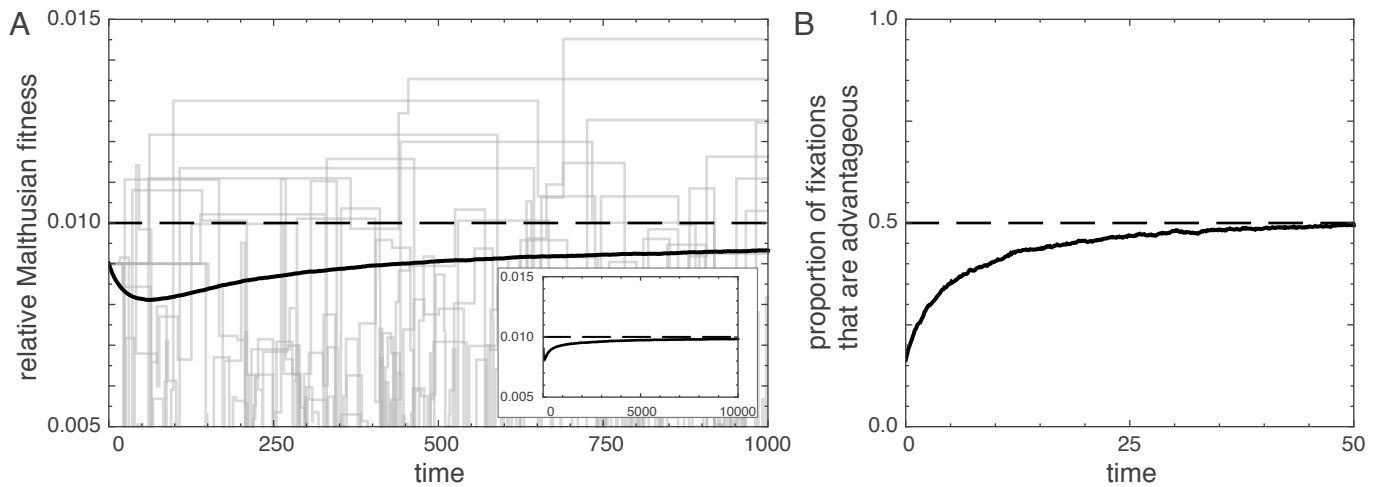 A
B
relative Malthusian fitness
0.015
0.010
0.005
0
250
500
750
1000
time
0.015
0.010
0.005
0
5000
10000
proportion of fixations
that are advantageous
1.0
0.5
0.0
0
25
50
time